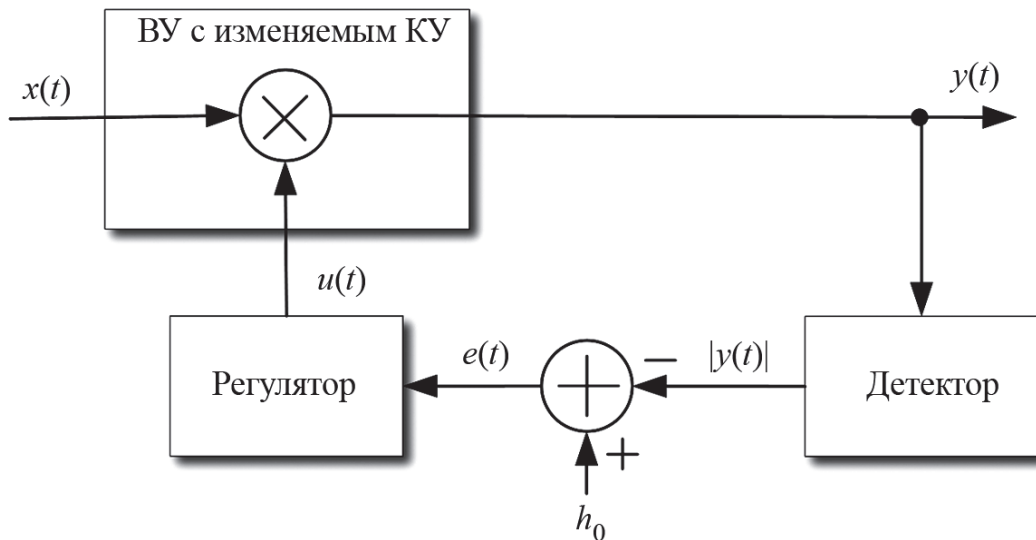 ВУ с изменяемым КУ
x(t)
y(t)
u(t)
Регулятор
e(t)
−
|y(t)|
Детектор
+
h₀